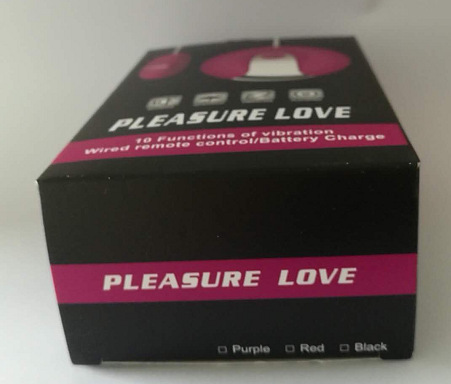 PLEASURE LOVE
10 Functions of vibration
Wired remote control/Battery Charge
PLEASURE LOVE
□ Purple □ Red □ Black